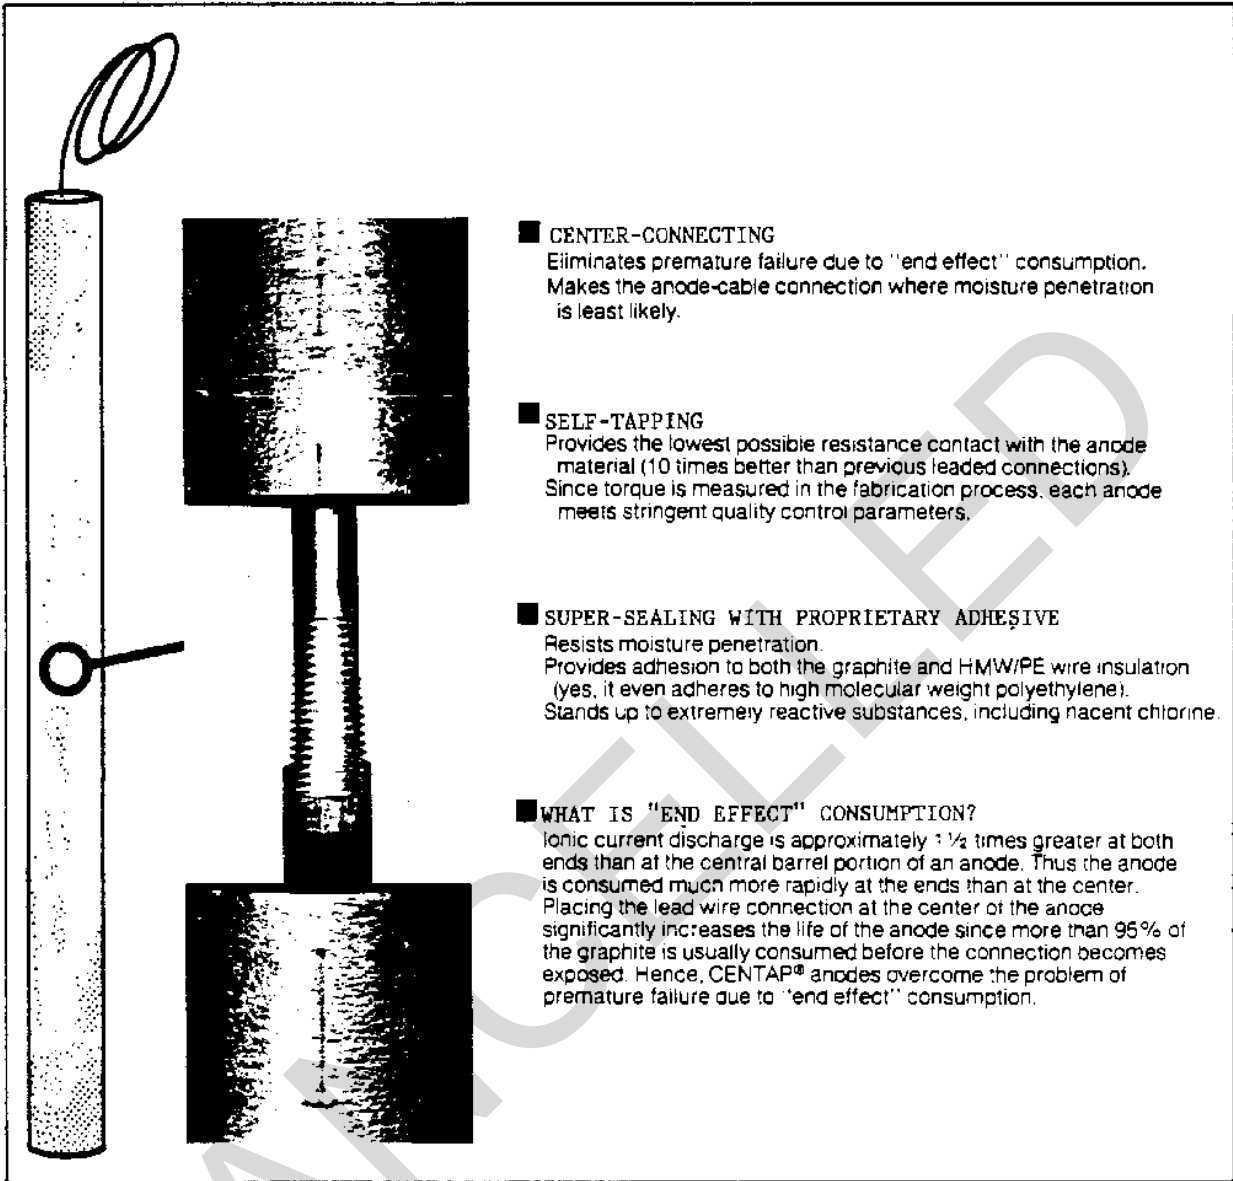 ■ CENTER-CONNECTING
Eliminates premature failure due to "end effect" consumption.
Makes the anode-cable connection where moisture penetration
is least likely.
■ SELF-TAPPING
Provides the lowest possible resistance contact with the anode
material (10 times better than previous leaded connections).
Since torque is measured in the fabrication process, each anode
meets stringent quality control parameters.
■ SUPER-SEALING WITH PROPRIETARY ADHESIVE
Resists moisture penetration.
Provides adhesion to both the graphite and HMW/PE wire insulation
(yes, it even adheres to high molecular weight polyethylene).
Stands up to extremely reactive substances, including nacent chlorine.
■ WHAT IS "END EFFECT" CONSUMPTION?
Ionic current discharge is approximately 1 ½ times greater at both
ends than at the central barrel portion of an anode. Thus the anode
is consumed much more rapidly at the ends than at the center.
Placing the lead wire connection at the center of the anode
significantly increases the life of the anode since more than 95% of
the graphite is usually consumed before the connection becomes
exposed. Hence, CENTAP® anodes overcome the problem of
premature failure due to "end effect" consumption.
ANCELLED